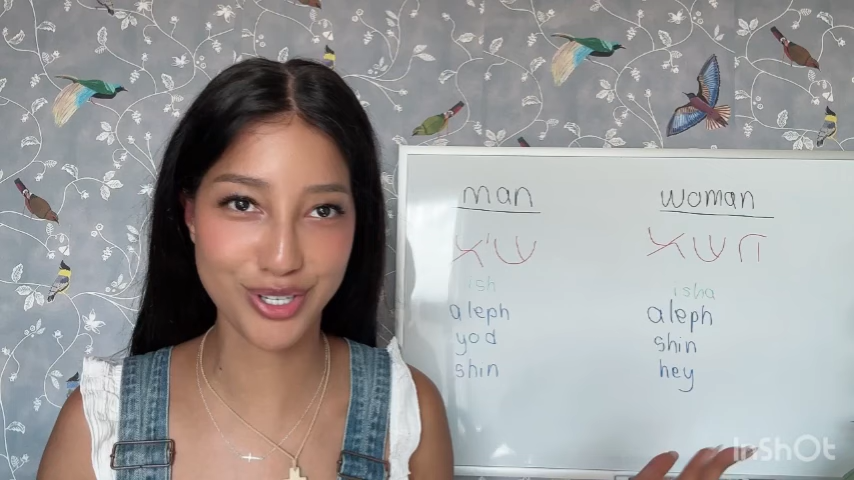 man
איש
ish
aleph
yod
shin
woman
אשה
isha
aleph
shin
hey
InShOt